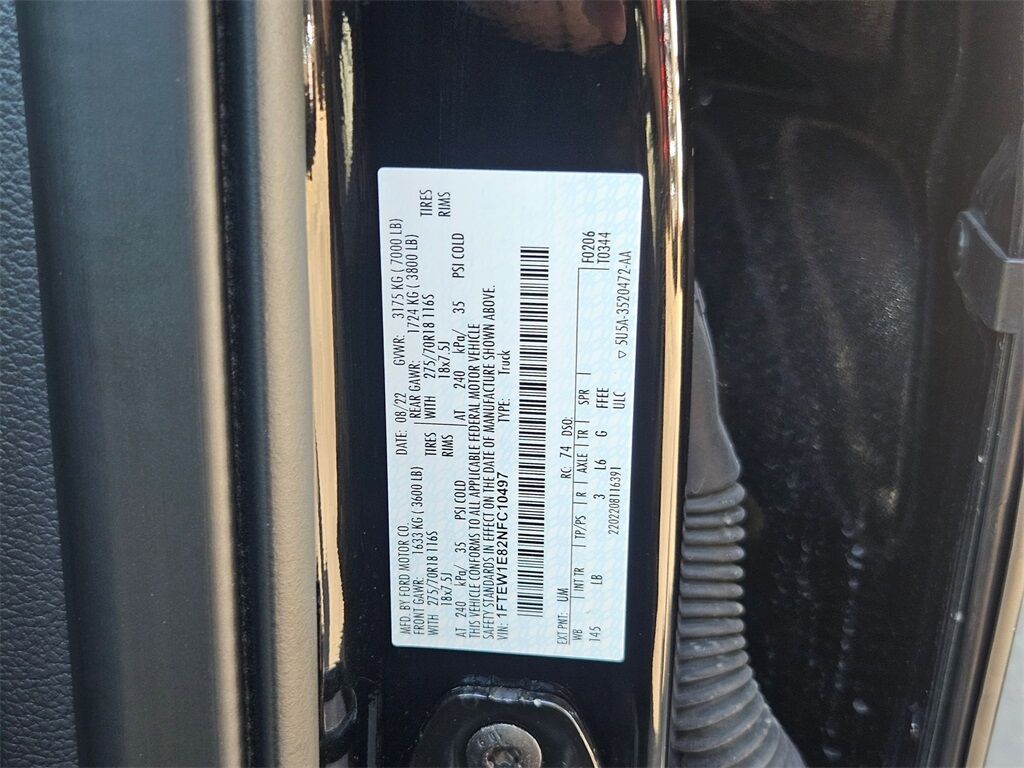 MFD. BY FORD MOTOR CO. DATE: 08/22 GVWR: 3175 KG ( 7000 LB)
FRONT GAWR: 1633 KG ( 3600 LB) REAR GAWR: 1724 KG ( 3800 LB)
WITH 275/70R18 116S TIRES WITH 275/70R18 116S TIRES
18x7.5J RIMS 18x7.5J RIMS
AT 240 kPa/ 35 PSI COLD AT 240 kPa/ 35 PSI COLD
THIS VEHICLE CONFORMS TO ALL APPLICABLE FEDERAL MOTOR VEHICLE
SAFETY STANDARDS IN EFFECT ON THE DATE OF MANUFACTURE SHOWN ABOVE.
VIN: 1FTEW1E82NFC10497 TYPE: Truck
F0206
EXT PNT: UM RC: 74 DSO: T0344
WB INT TR TP/PS R AXLE TR SPR
145 LB 3 L6 G FFEE
2202208116391 ULC
▽ 5U5A-3520472-AA